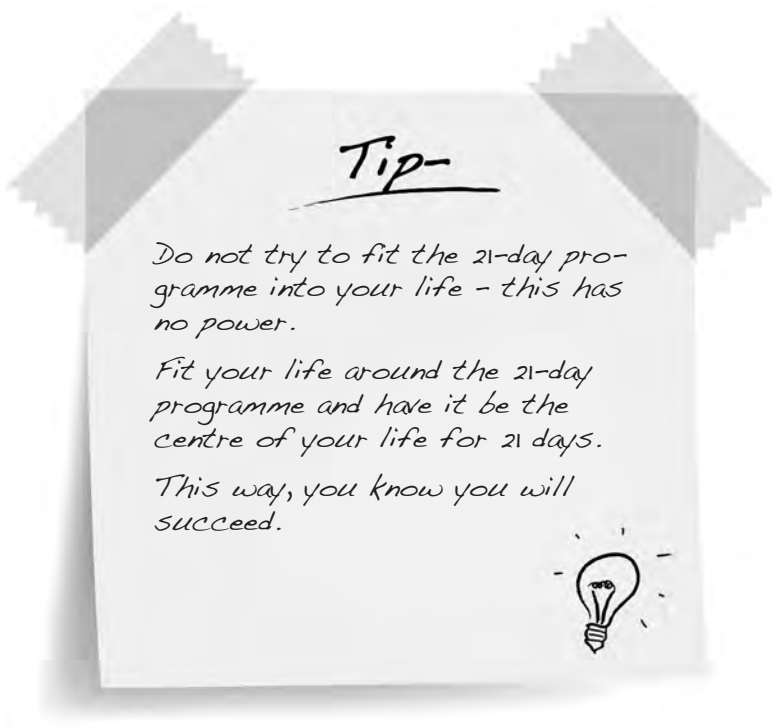 Tip-
Do not try to fit the 21-day pro-
gramme into your life - this has
no power.
Fit your life around the 21-day
programme and have it be the
centre of your life for 21 days.
This way, you know you will
succeed.